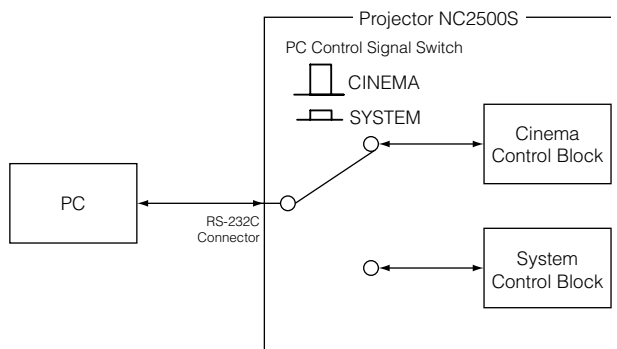 Projector NC2500S
PC Control Signal Switch
CINEMA
SYSTEM
Cinema
Control Block
PC
RS-232C
Connector
System
Control Block